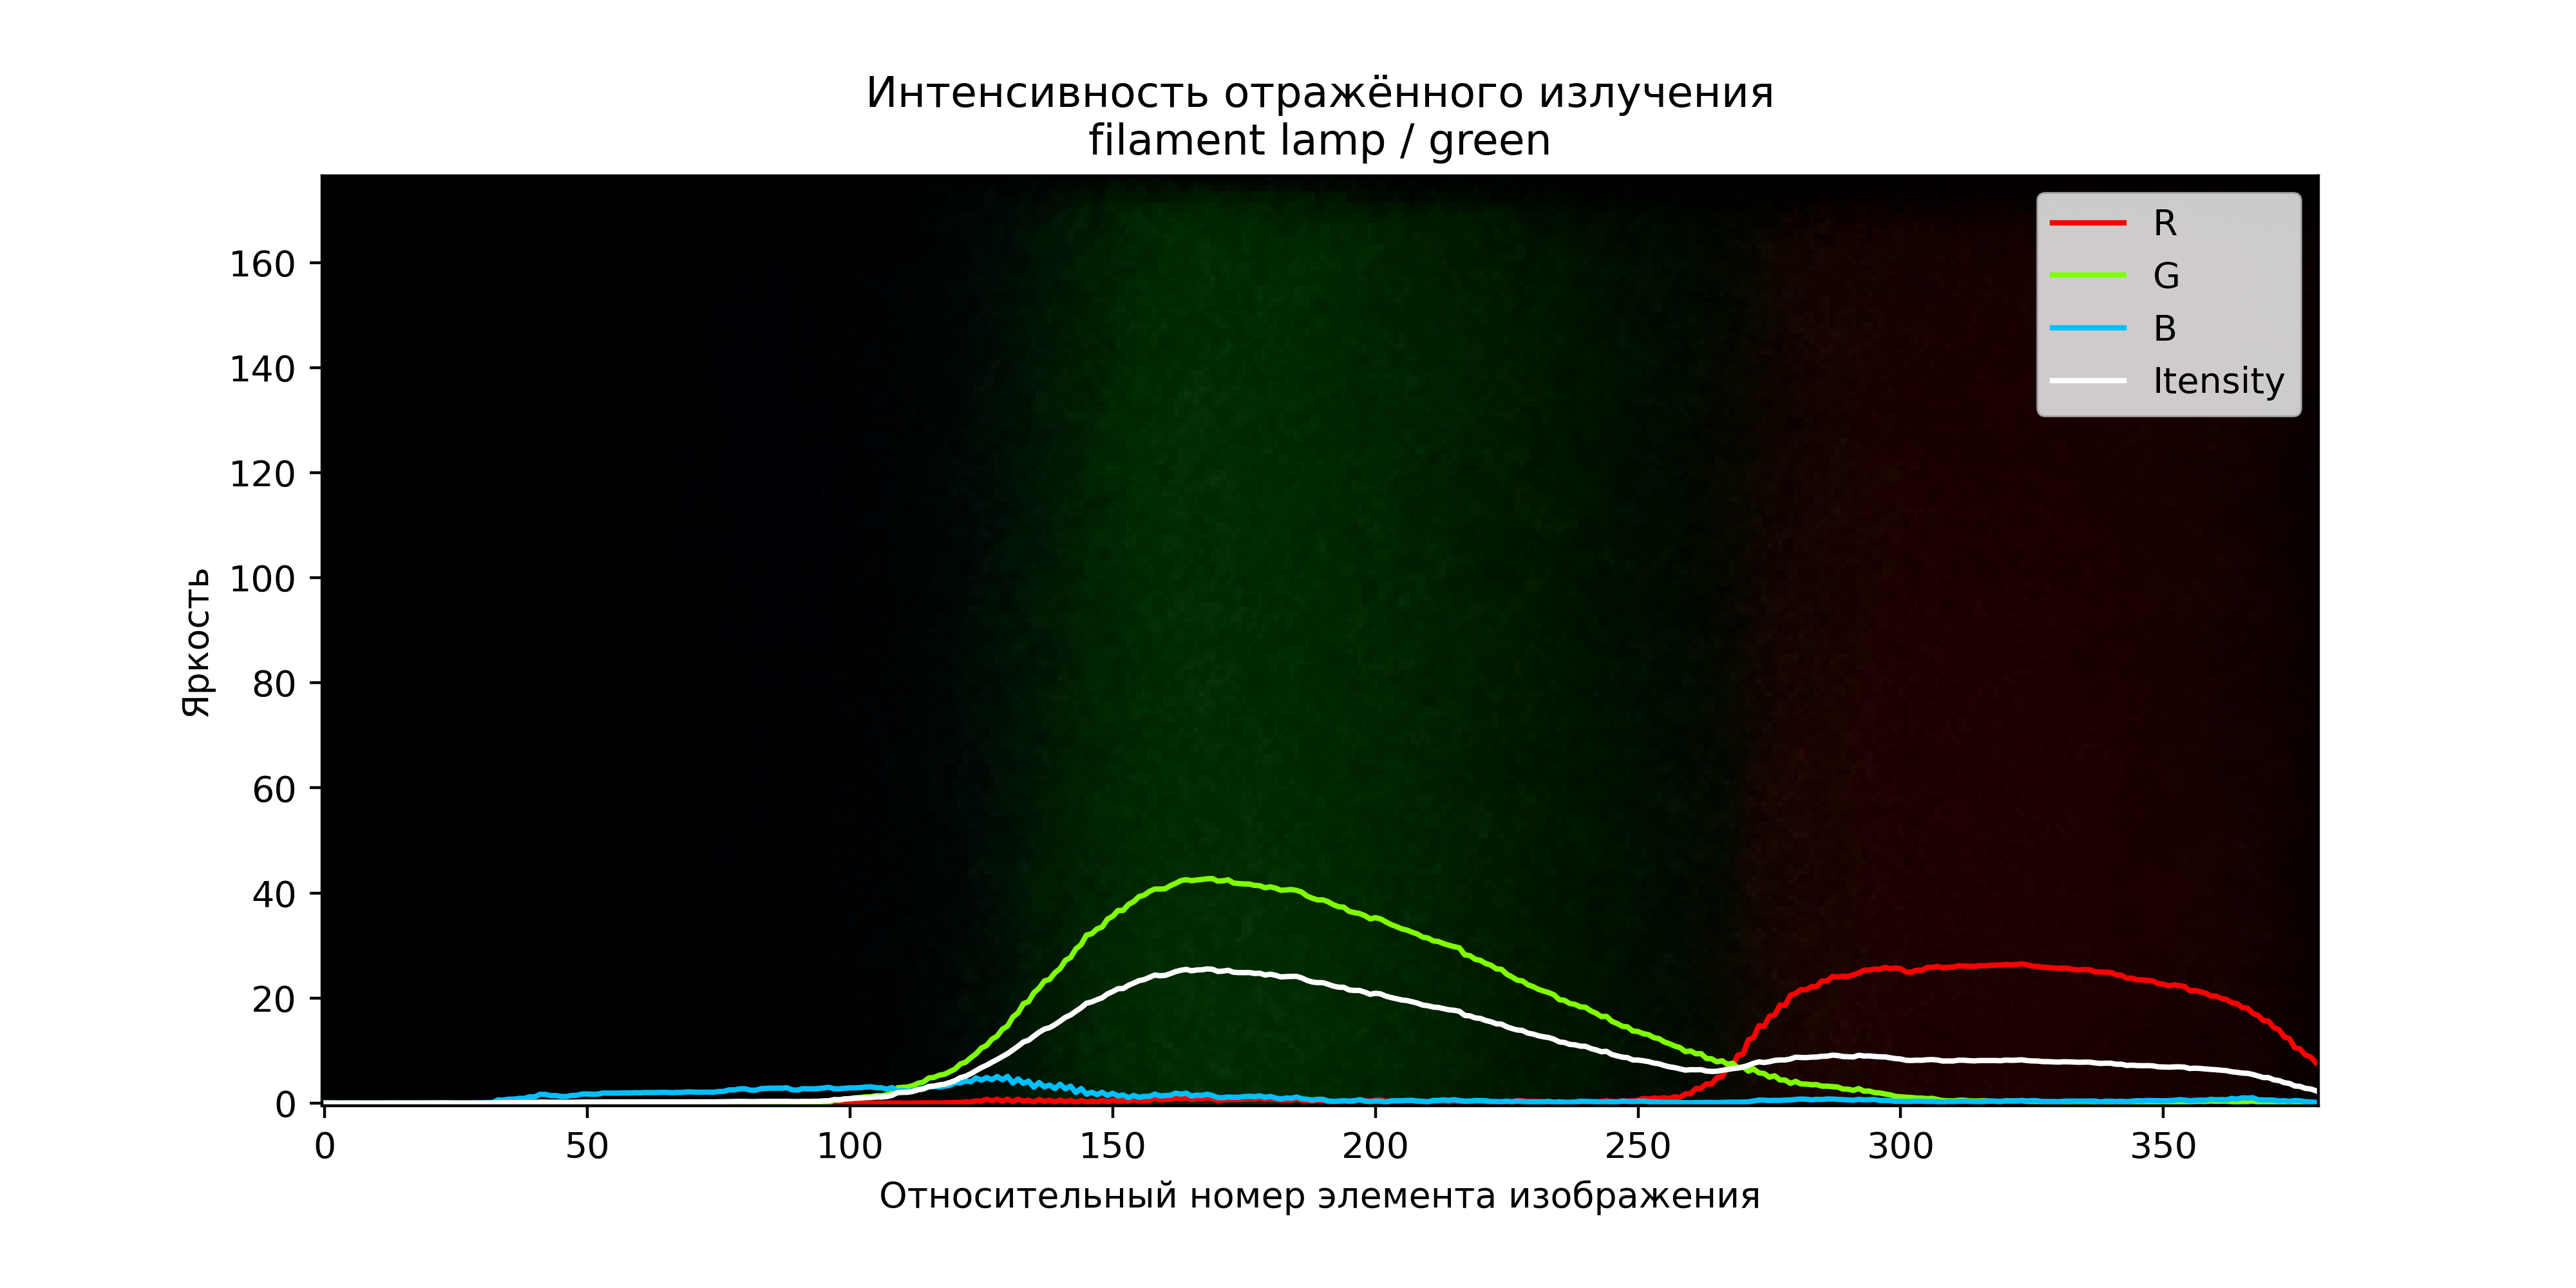 Интенсивность отражённого излучения
filament lamp / green
R
G
B
Itensity
Яркость
160
140
120
100
80
60
40
20
0
0 50 100 150 200 250 300 350
Относительный номер элемента изображения